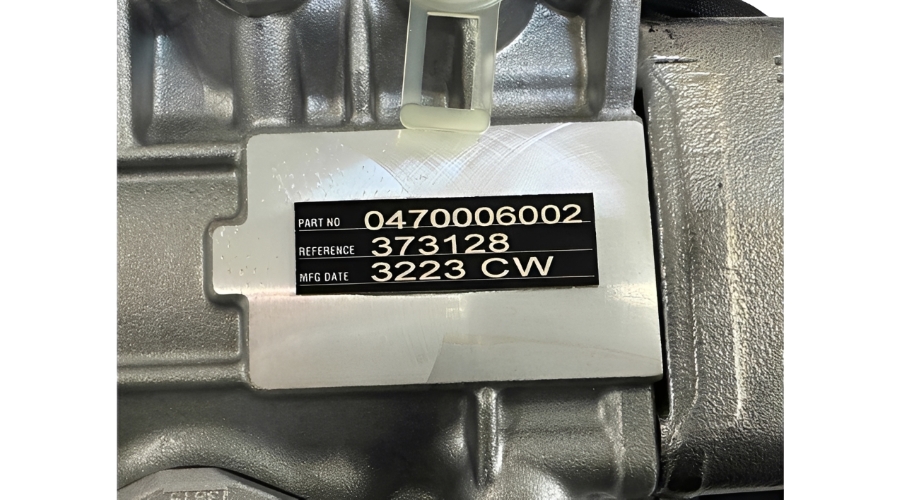 PART NO 0470006002
REFERENCE 373128
MFG DATE 3223 CW